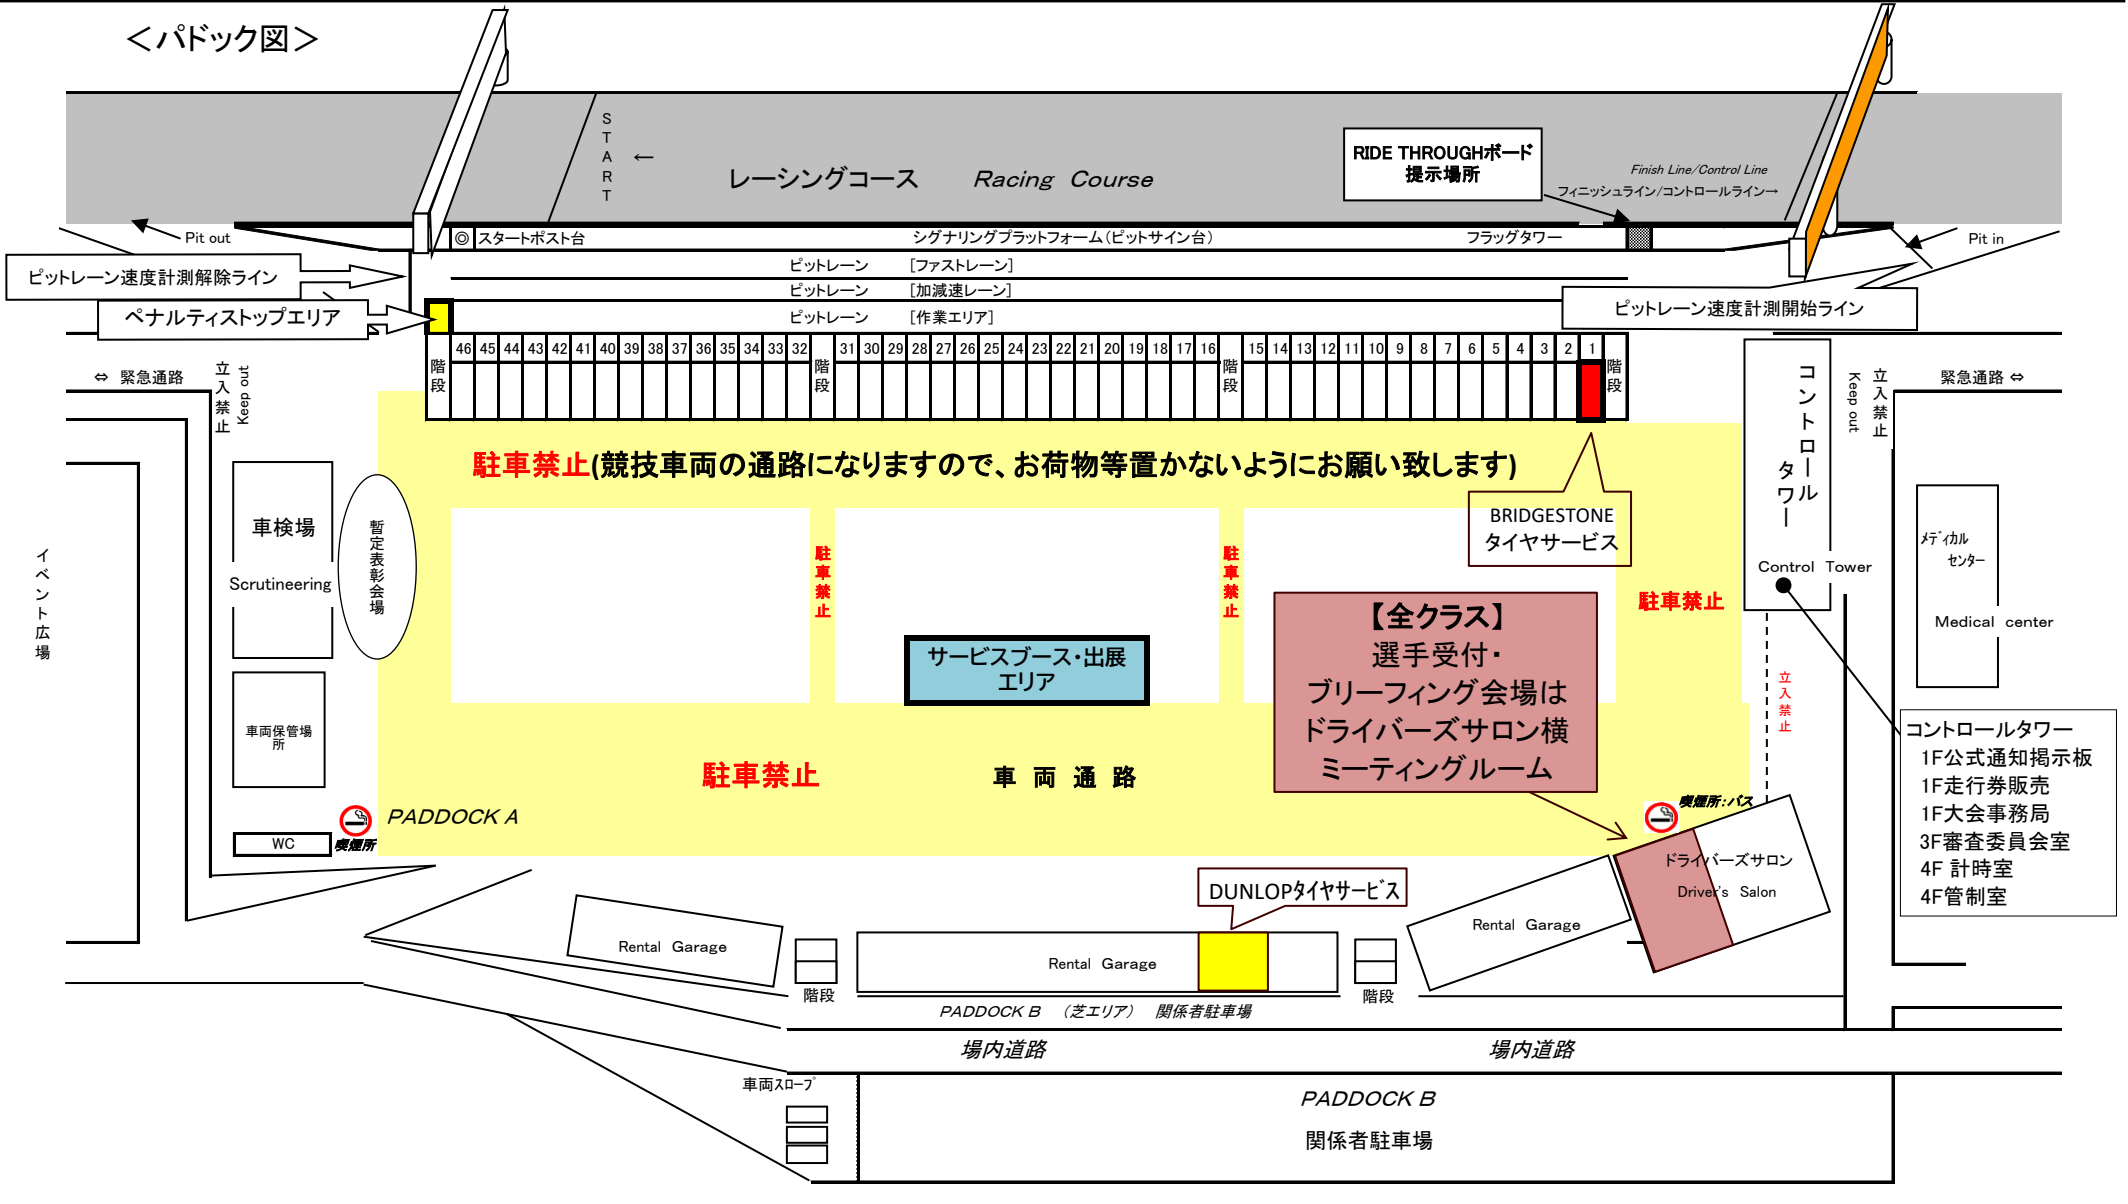 ＜パドック図＞
START
←
レーシングコース　Racing Course
RIDE THROUGHボード
提示場所
Finish Line/Control Line
フィニッシュライン/コントロールライン→
Pit out
◎ スタートポスト台
シグナリングプラットフォーム(ピットサイン台)
フラッグタワー
Pit in
ピットレーン速度計測解除ライン
ピットレーン　[ファストレーン]
ピットレーン　[加減速レーン]
ピットレーン速度計測開始ライン
ペナルティストップエリア
ピットレーン　[作業エリア]
階段 46 45 44 43 42 41 40 39 38 37 36 35 34 33 32 階段 31 30 29 28 27 26 25 24 23 22 21 20 19 18 17 16 階段 15 14 13 12 11 10 9 8 7 6 5 4 3 2 1 階段
⇔ 緊急通路
立入禁止
Keep out
コントロールタワー
Control Tower
Keep out
立入禁止
緊急通路 ⇔
駐車禁止(競技車両の通路になりますので、お荷物等置かないようにお願い致します)
BRIDGESTONE
タイヤサービス
イベント広場
車検場
Scrutineering
暫定表彰会場
駐車禁止
駐車禁止
駐車禁止
メディカル
センター
Medical center
【全クラス】
選手受付・
ブリーフィング会場は
ドライバーズサロン横
ミーティングルーム
サービスブース・出展
エリア
立入禁止
車両保管場
所
コントロールタワー
1F公式通知掲示板
1F走行券販売
1F大会事務局
3F審査委員会室
4F 計時室
4F管制室
駐車禁止
車 両 通 路
喫煙所:バス
PADDOCK A
WC
喫煙所
ドライバーズサロン
Driver's Salon
DUNLOPタイヤサービス
Rental Garage
Rental Garage
Rental Garage
階段
階段
PADDOCK B （芝エリア） 関係者駐車場
場内道路
場内道路
車両スロープ
PADDOCK B
関係者駐車場